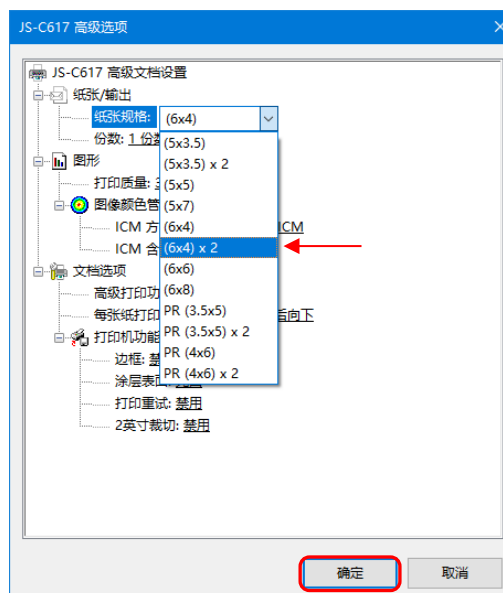 JS-C617 高级选项
JS-C617 高级文档设置
纸张/输出
纸张规格: (6x4)
份数: 1 份
(5x3.5)
(5x3.5) x 2
图形
打印质量:
(5x5)
图像颜色管
(5x7)
ICM 方 (6x4) ICM
ICM 含 (6x4) x 2
文档选项
(6x6)
高级打印功
(6x8)
每张纸打印 PR (3.5x5) 后向下
打印机功能
PR (3.5x5) x 2
边框: 禁
PR (4x6)
涂层表面:
PR (4x6) x 2
打印重试: 禁用
2英寸裁切: 禁用
确定 取消